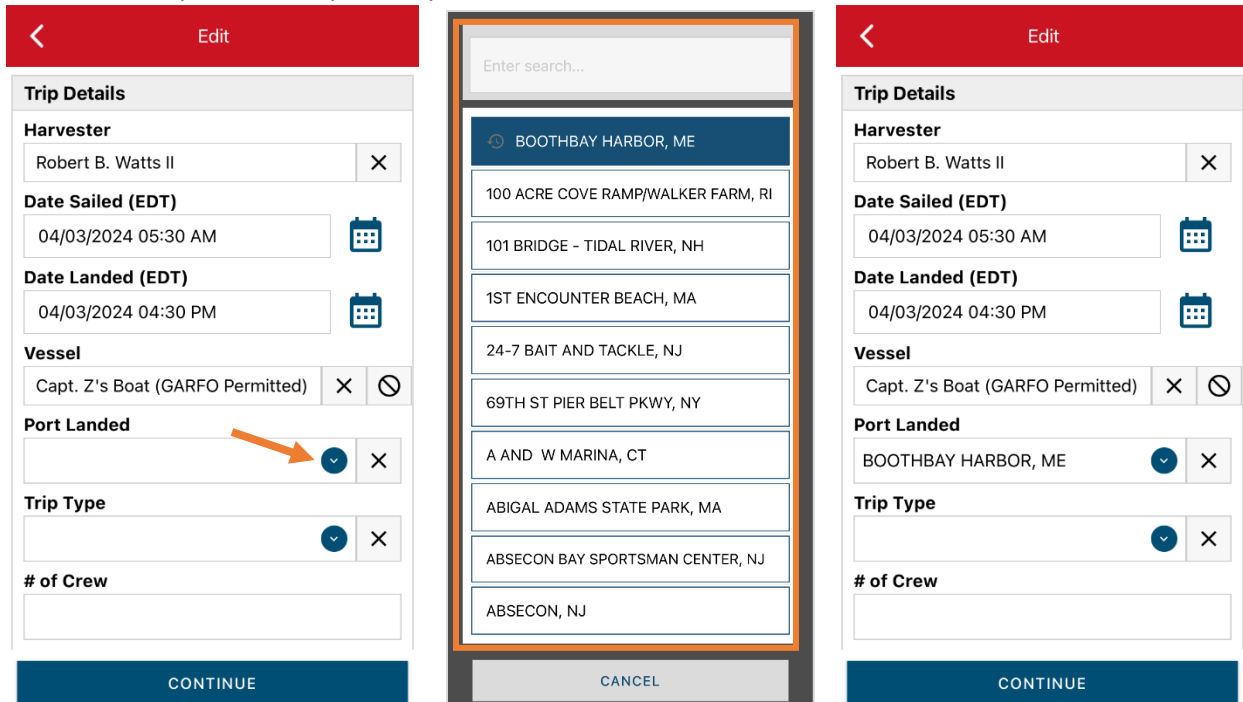 Edit
Trip Details
Harvester
Robert B. Watts II
Date Sailed (EDT)
04/03/2024 05:30 AM
Date Landed (EDT)
04/03/2024 04:30 PM
Vessel
Capt. Z's Boat (GARFO Permitted)
Port Landed
Trip Type
# of Crew
CONTINUE
Enter search...
BOOTHBAY HARBOR, ME
100 ACRE COVE RAMP/WALKER FARM, RI
101 BRIDGE - TIDAL RIVER, NH
1ST ENCOUNTER BEACH, MA
24-7 BAIT AND TACKLE, NJ
69TH ST PIER BELT PKWY, NY
A AND  W MARINA, CT
ABIGAL ADAMS STATE PARK, MA
ABSECON BAY SPORTSMAN CENTER, NJ
ABSECON, NJ
CANCEL
Edit
Trip Details
Harvester
Robert B. Watts II
Date Sailed (EDT)
04/03/2024 05:30 AM
Date Landed (EDT)
04/03/2024 04:30 PM
Vessel
Capt. Z's Boat (GARFO Permitted)
Port Landed
BOOTHBAY HARBOR, ME
Trip Type
# of Crew
CONTINUE